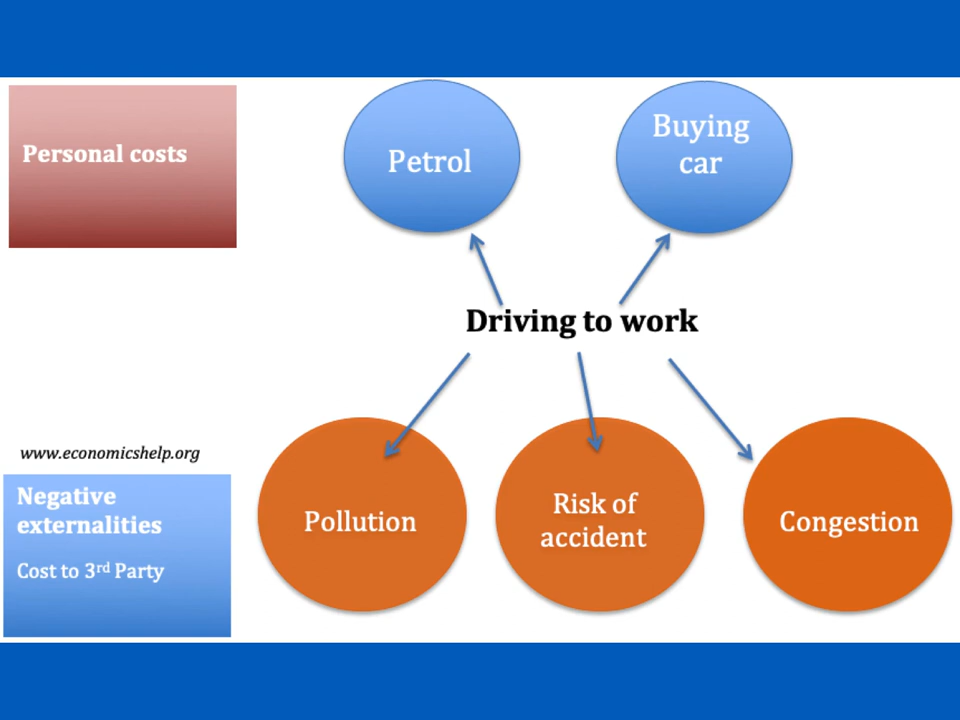 Personal costs
Petrol
Buying
car
Driving to work
www.economicshelp.org
Negative
externalities
Cost to 3rd Party
Pollution
Risk of
accident
Congestion